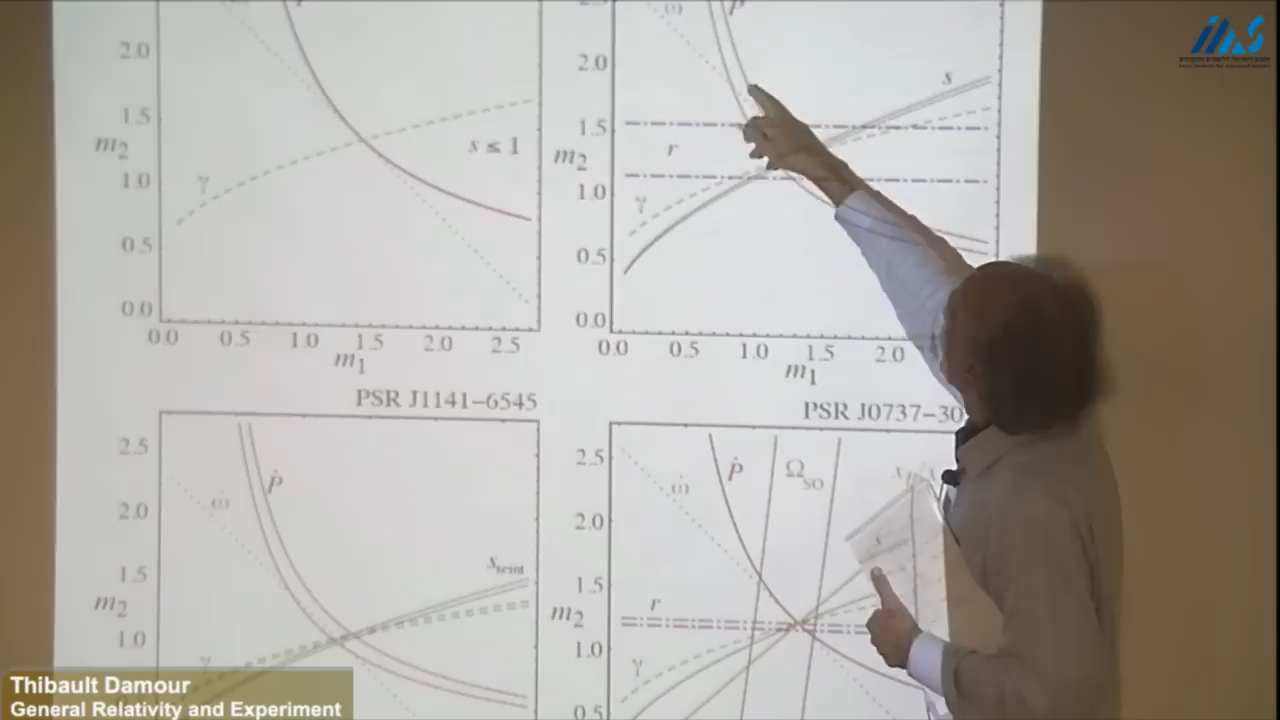 2.0
1.5
m₂
1.0
0.5
0.0
γ
s ≤ 1
0.0 0.5 1.0 1.5 2.0 2.5
m₁
2.0
1.5
m₂
1.0
0.5
0.0
r
γ
s
0.0 0.5 1.0 1.5 2.0
m₁
PSR J1141−6545
2.5
2.0
1.5
m₂
1.0
ω̇
Ṗ
s scint
γ
PSR J0737−30
2.5
2.0
1.5
m₂
1.0
0.5
ω̇
Ṗ
Ω SO
r
γ
s
Thibault Damour
General Relativity and Experiment